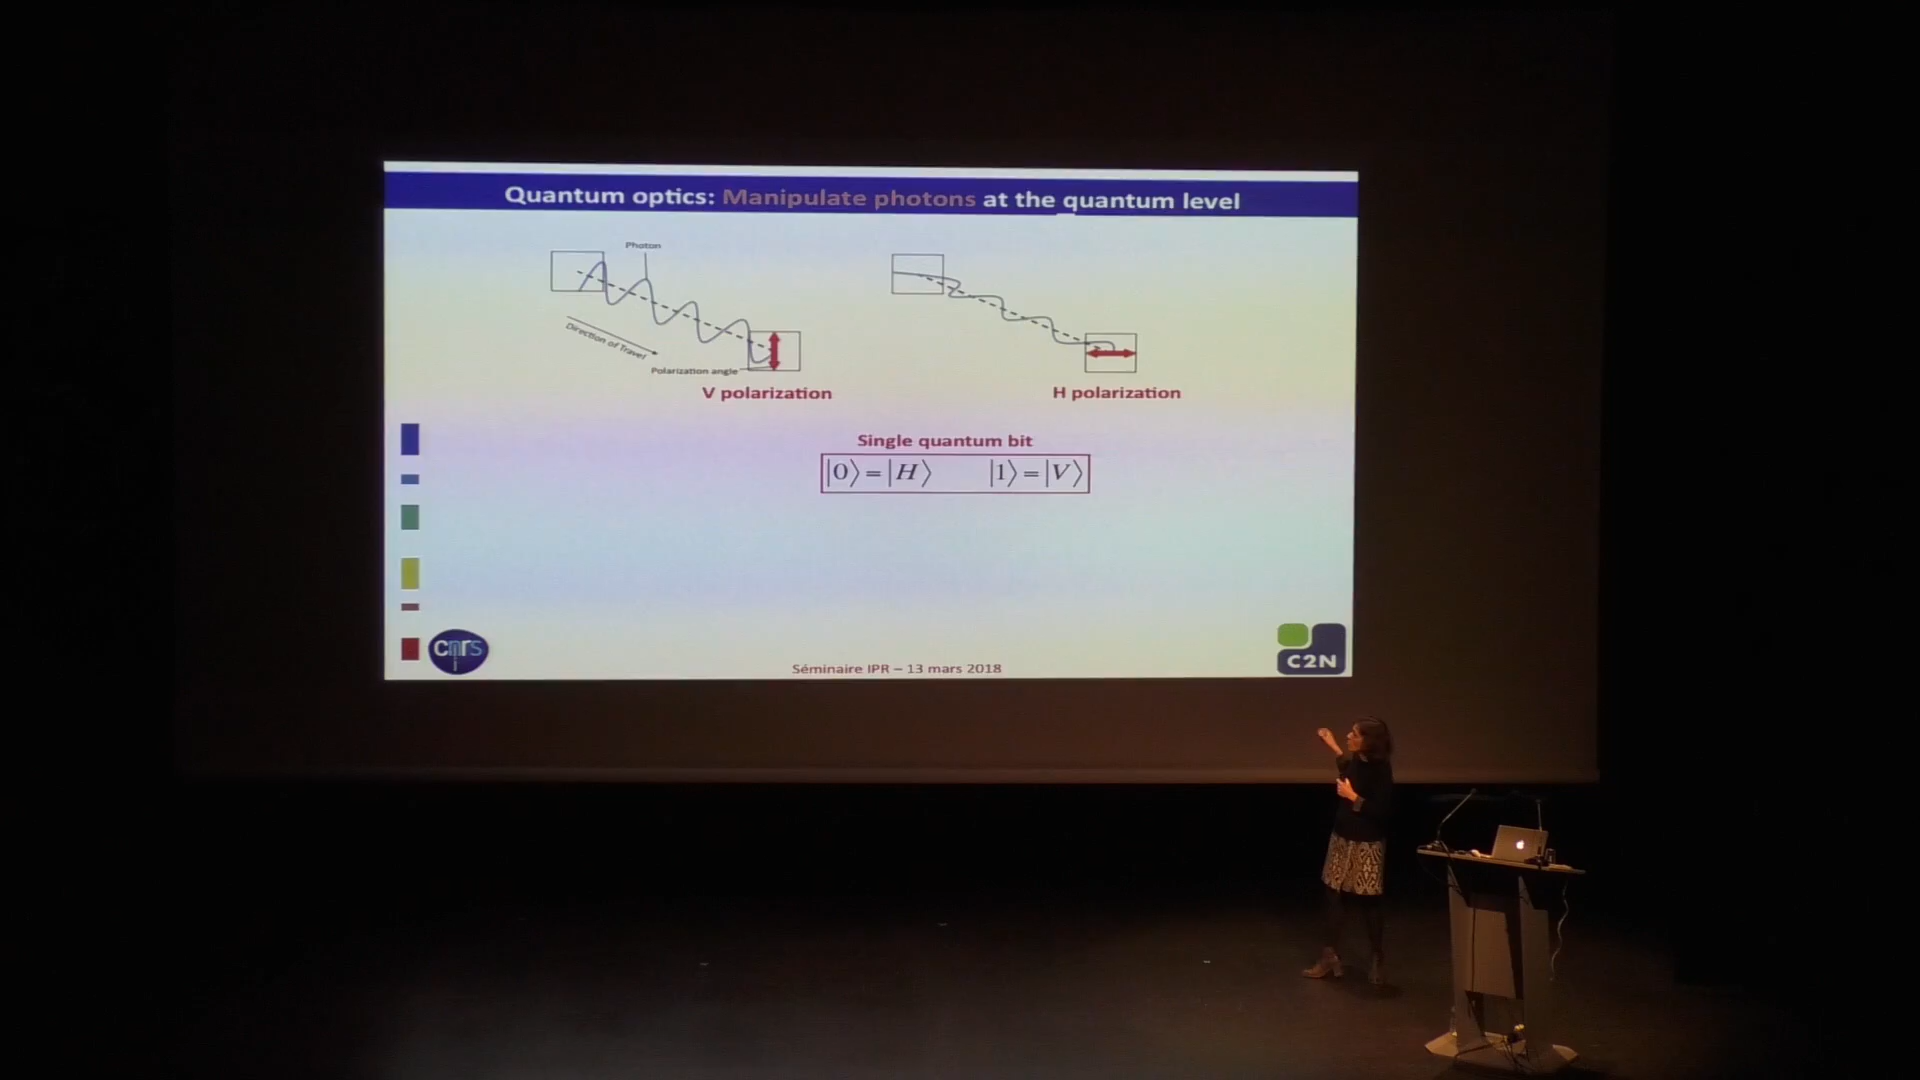 Quantum optics: Manipulate photons at the quantum level
Photon
Direction of Travel
Polarization angle
V polarization
H polarization
Single quantum bit
|0⟩=|H⟩ |1⟩=|V⟩
cnrs
Séminaire IPR – 13 mars 2018
C2N